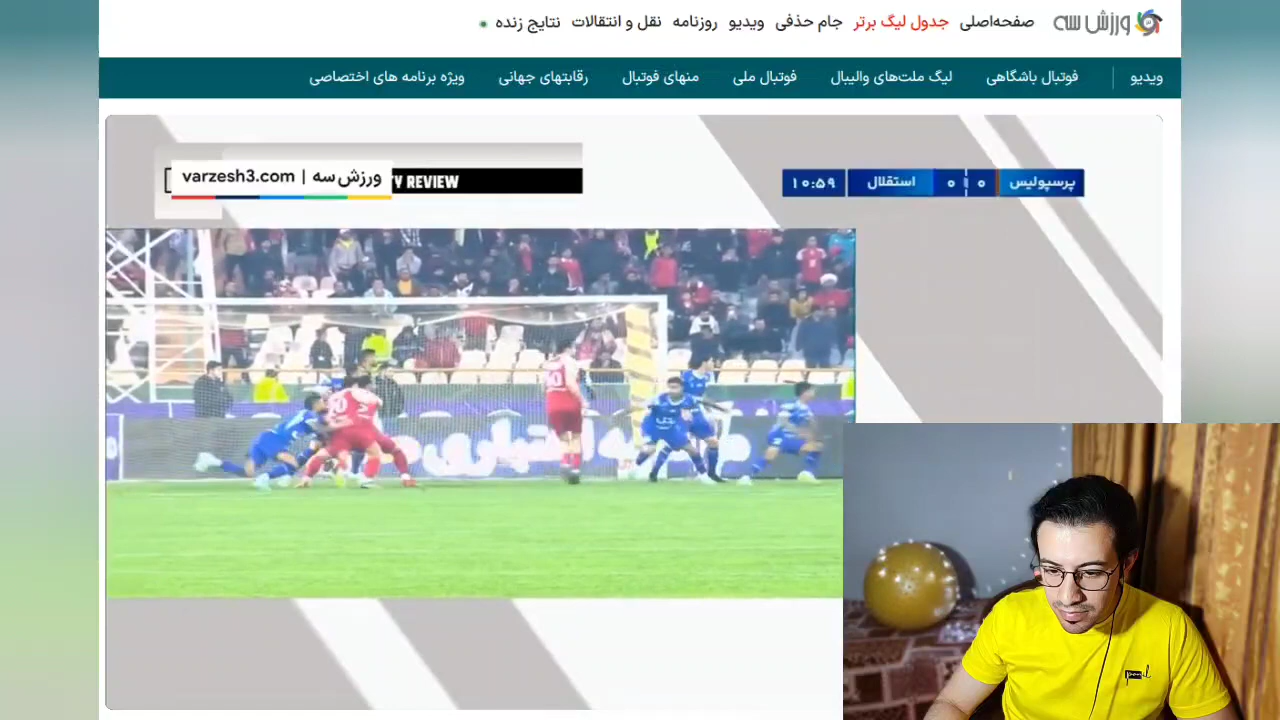 ورزش سه صفحه‌اصلی جدول لیگ برتر جام حذفی ویدیو روزنامه نقل و انتقالات نتایج زنده
ویدیو فوتبال باشگاهی لیگ ملت‌های والیبال فوتبال ملی منهای فوتبال رقابتهای جهانی ویژه برنامه های اختصاصی
ورزش سه | varzesh3.com
REVIEW
پرسپولیس ۰ ۰ استقلال ۱۰:۵۹
اعتباری